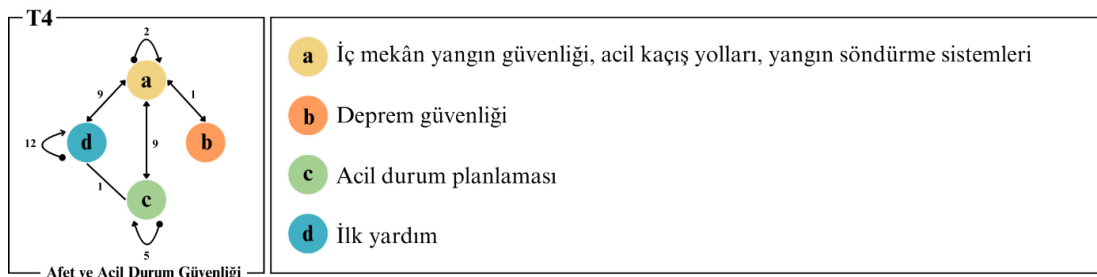 T4
2
a
9
1
d
b
12
9
1
c
5
Afet ve Acil Durum Güvenliği
a İç mekân yangın güvenliği, acil kaçış yolları, yangın söndürme sistemleri
b Deprem güvenliği
c Acil durum planlaması
d İlk yardım